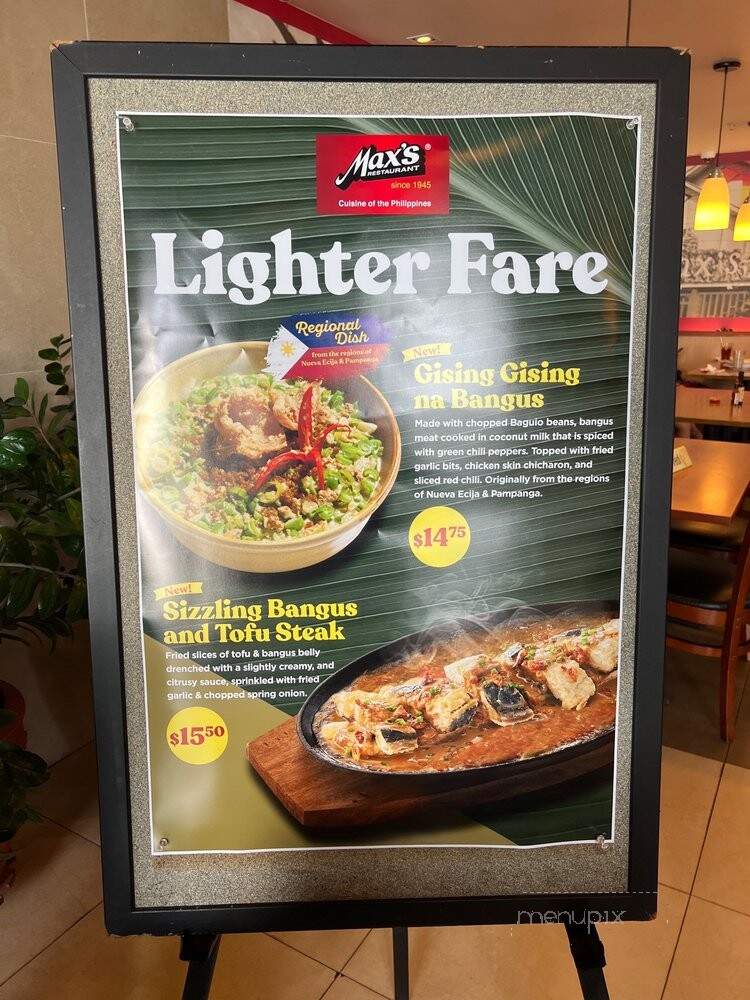 Max's®
RESTAURANT
since 1945
Cuisine of the Philippines
Lighter Fare
Regional
Dish
from the regions of
Nueva Ecija & Pampanga
New!
Gising Gising
na Bangus
Made with chopped Baguio beans, bangus
meat cooked in coconut milk that is spiced
with green chili peppers. Topped with fried
garlic bits, chicken skin chicharon, and
sliced red chili. Originally from the regions
of Nueva Ecija & Pampanga.
$1475
New!
Sizzling Bangus
and Tofu Steak
Fried slices of tofu & bangus belly
drenched with a slightly creamy, and
citrusy sauce, sprinkled with fried
garlic & chopped spring onion.
$1550
menupix